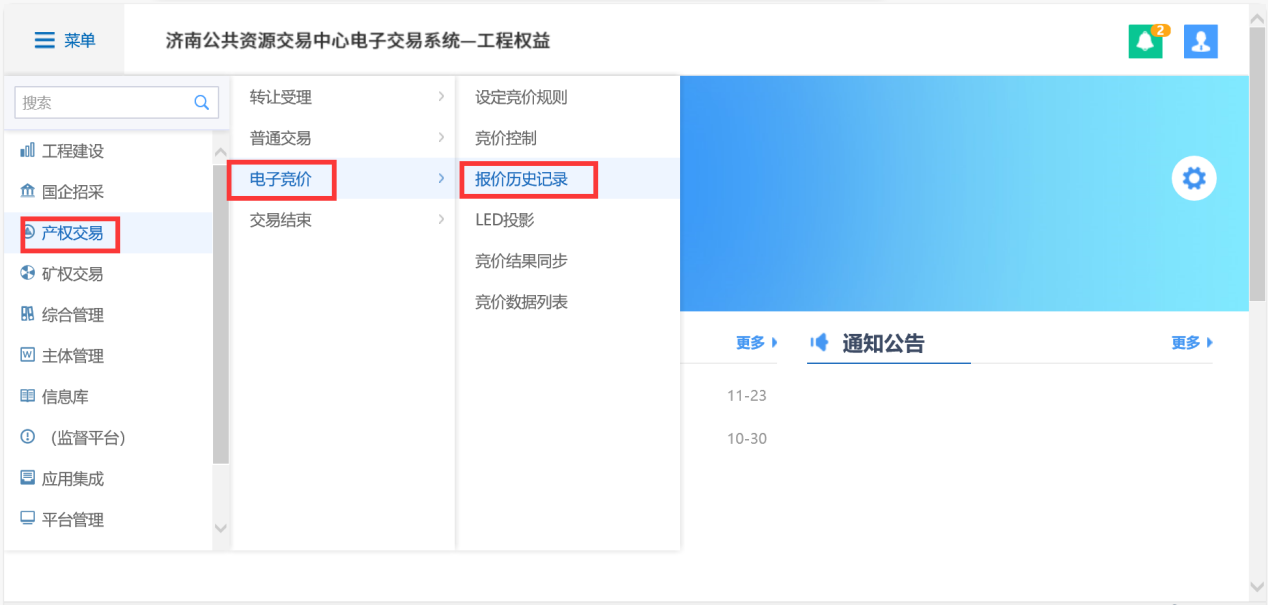 菜单
济南公共资源交易中心电子交易系统—工程权益
2
搜索
工程建设
国企招采
产权交易
矿权交易
综合管理
主体管理
信息库
（监督平台）
应用集成
平台管理
转让受理
普通交易
电子竞价
交易结束
设定竞价规则
竞价控制
报价历史记录
LED投影
竞价结果同步
竞价数据列表
更多
通知公告
更多
11-23
10-30